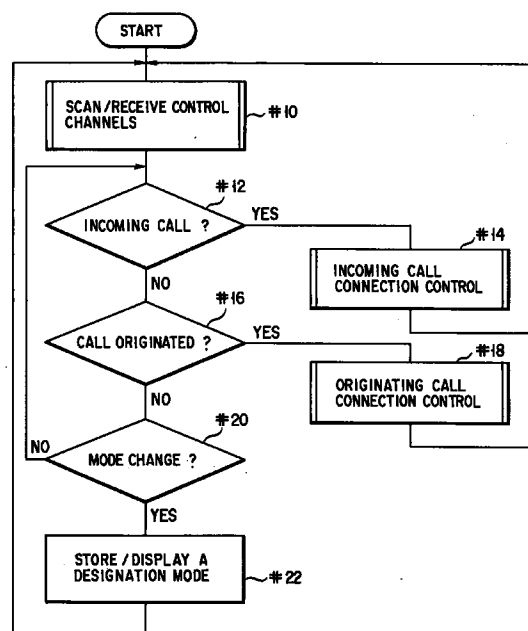 START
SCAN/RECEIVE CONTROL
CHANNELS
#10
#12
INCOMING CALL ?
YES
#14
INCOMING CALL
CONNECTION CONTROL
NO
#16
CALL ORIGINATED ?
YES
#18
ORIGINATING CALL
CONNECTION CONTROL
NO
#20
NO
MODE CHANGE ?
YES
STORE/DISPLAY A
DESIGNATION MODE
#22